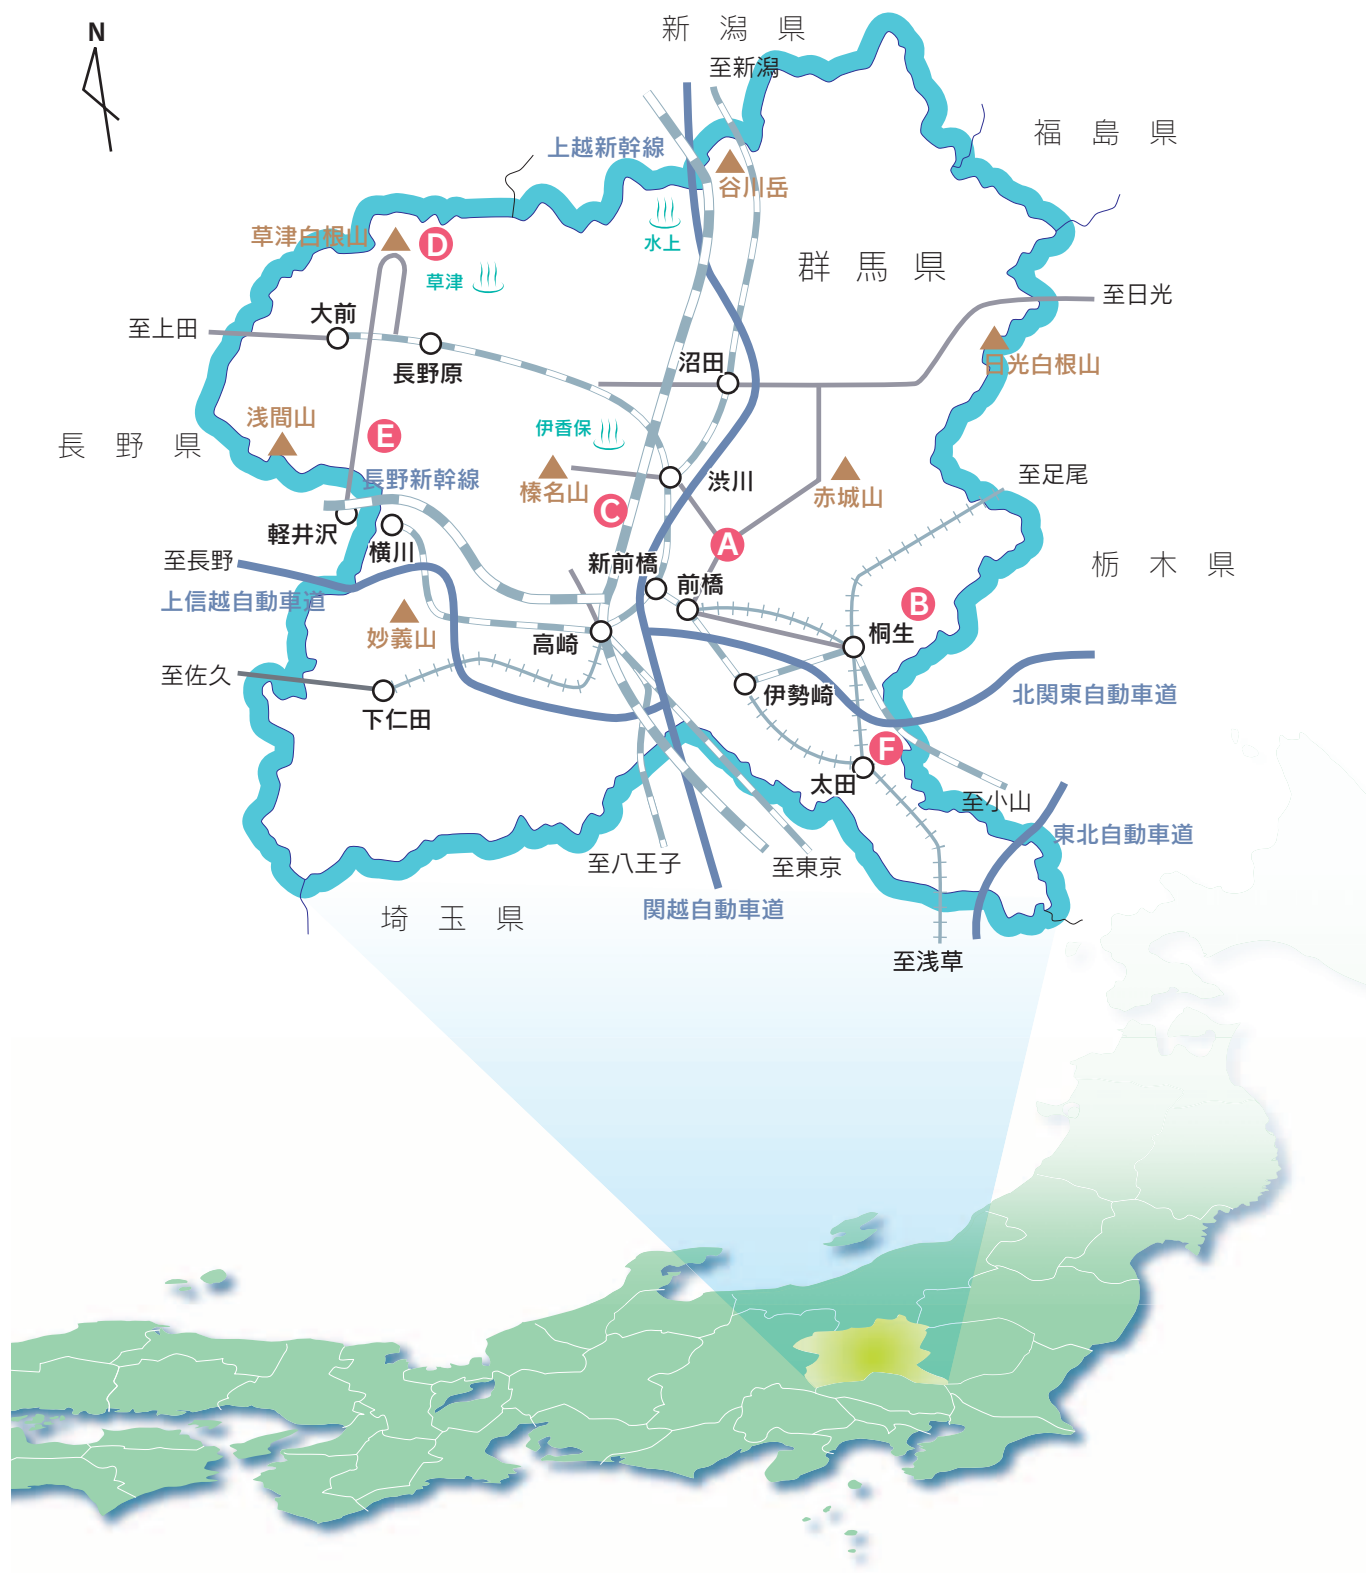 新潟県
N
至新潟
福島県
上越新幹線
谷川岳
草津白根山
D
水上
群馬県
草津
至日光
大前
至上田
長野原
沼田
日光白根山
浅間山
長野県
E
伊香保
長野新幹線
至足尾
榛名山
渋川
赤城山
C
軽井沢
横川
A
至長野
新前橋
前橋
栃木県
上信越自動車道
妙義山
B
桐生
高崎
至佐久
伊勢崎
北関東自動車道
下仁田
F
太田
至小山
東北自動車道
至八王子
至東京
関越自動車道
埼玉県
至浅草